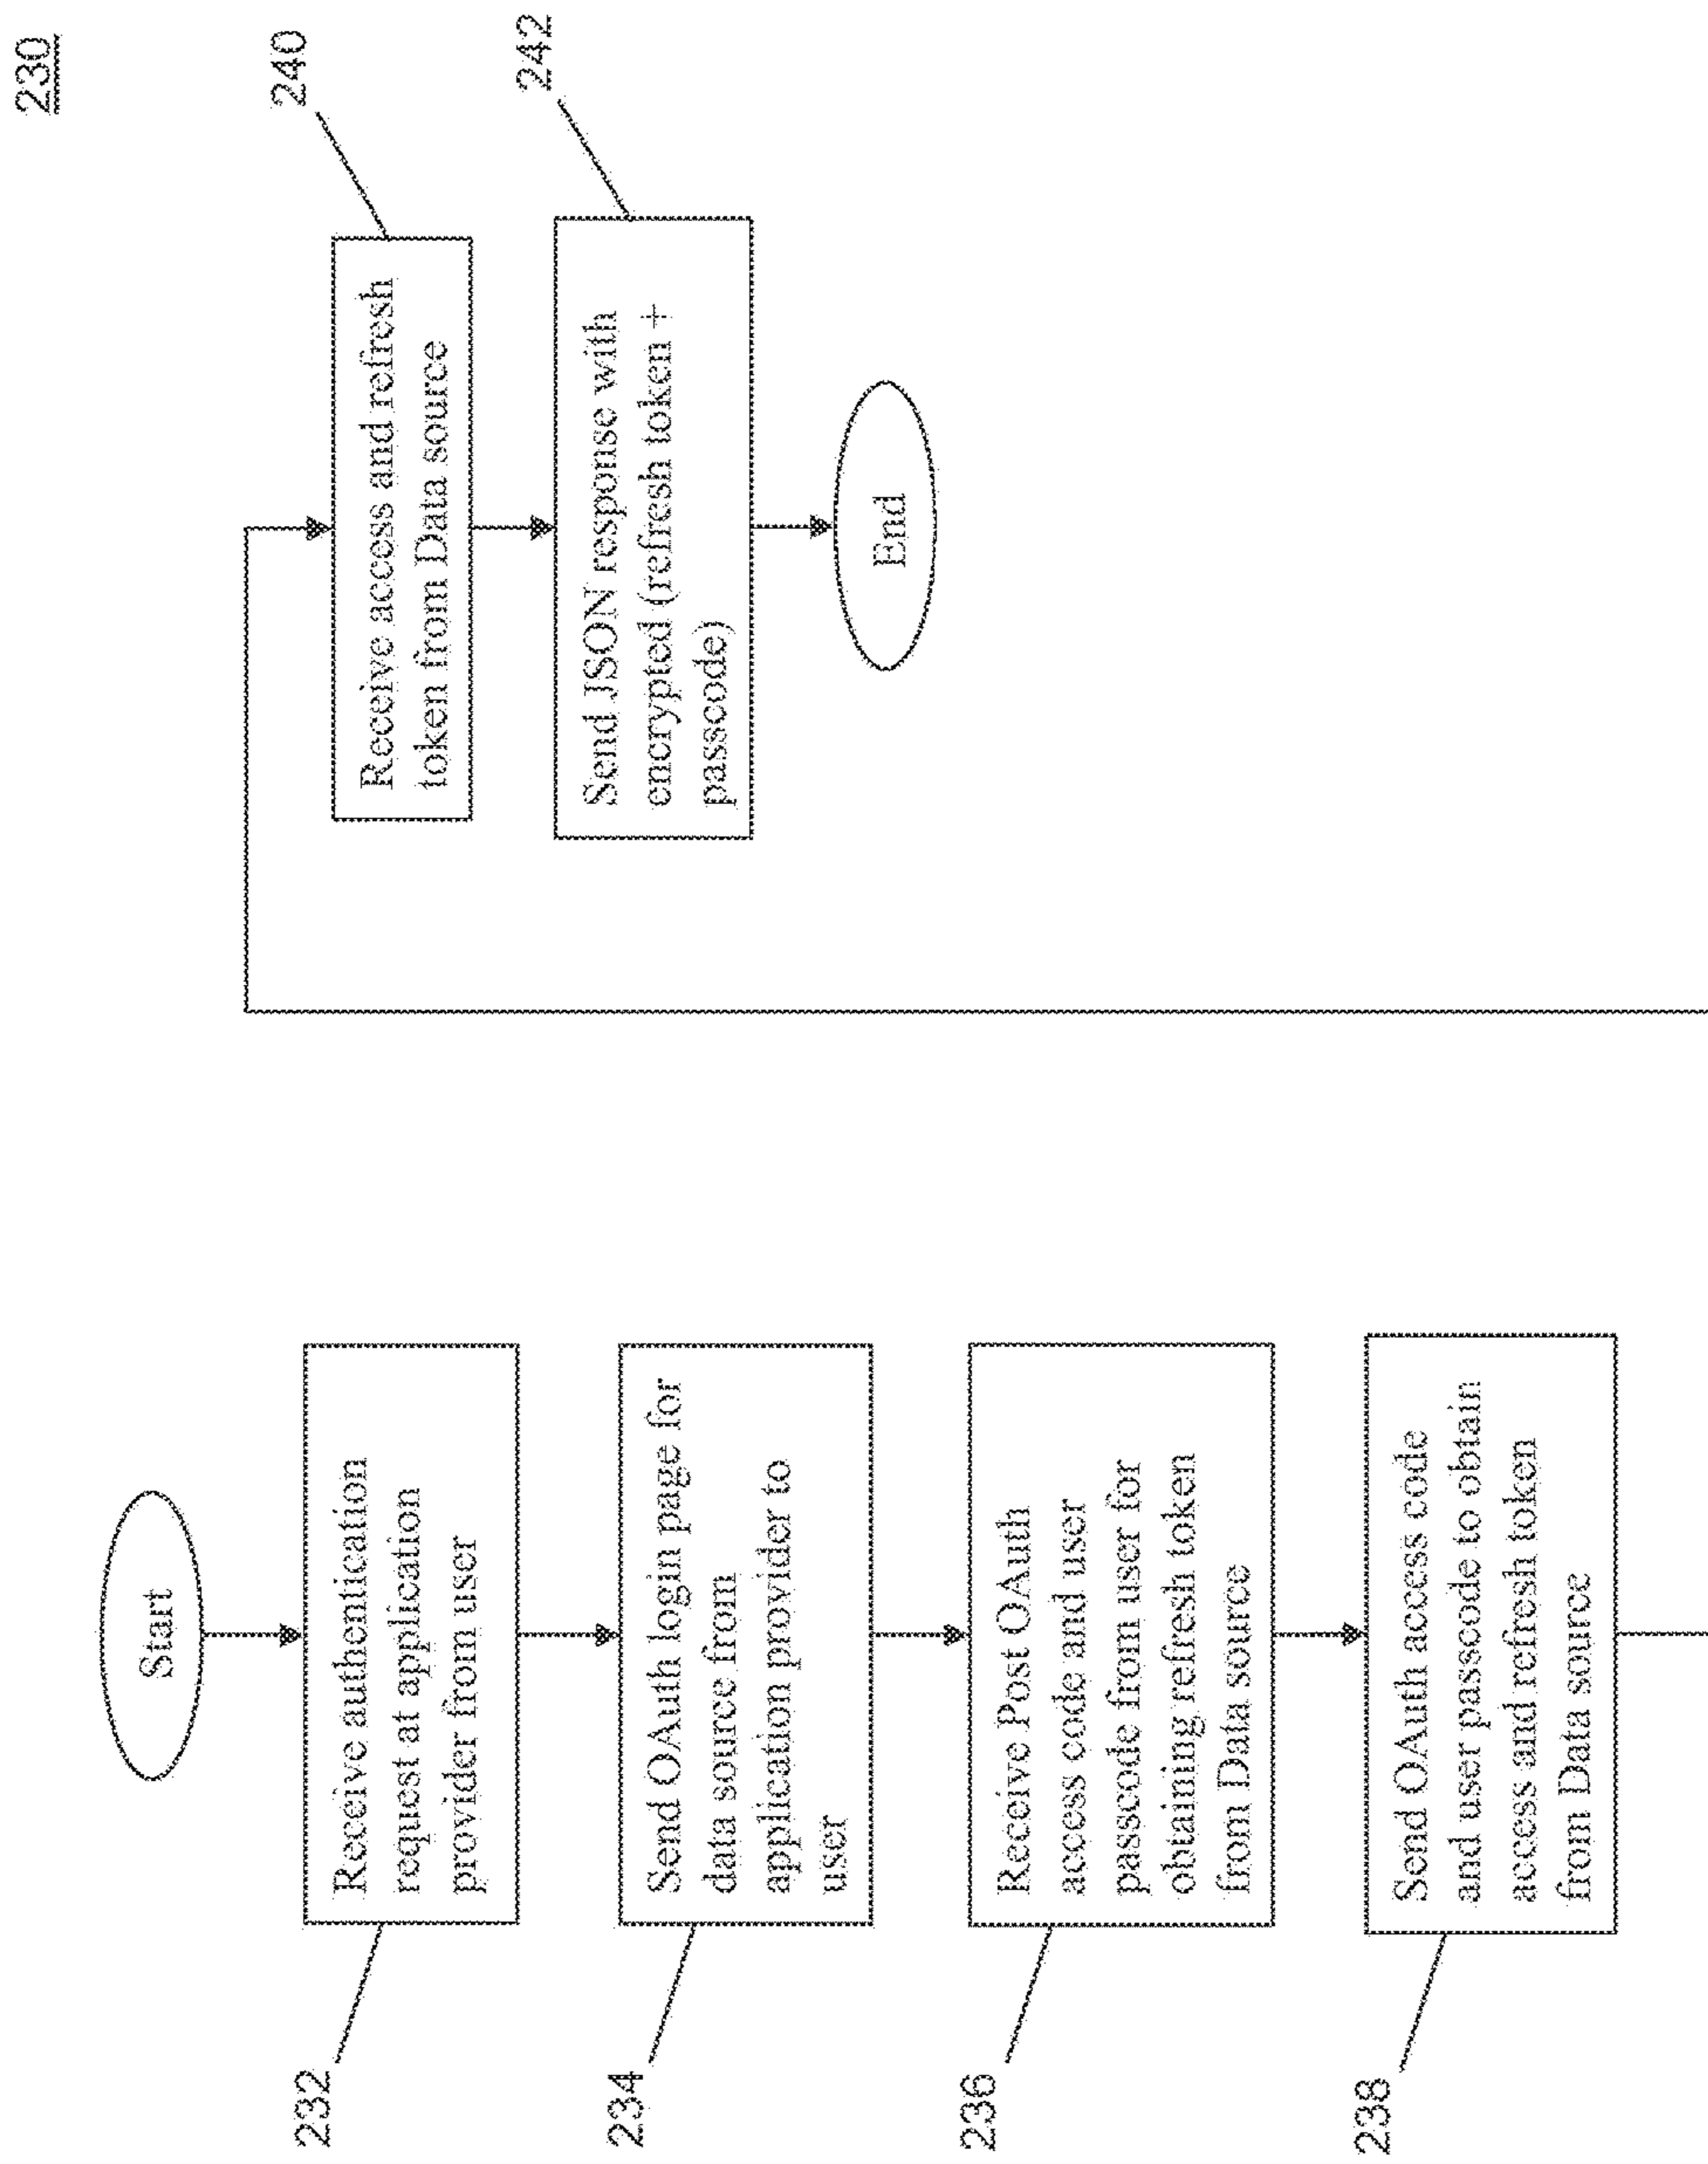 230
Start
232
Receive authentication
request at application
provider from user
234
Send OAuth login page for
data source from
application provider to
user
236
Receive Post OAuth
access code and user
passcode from user for
obtaining refresh token
from Data source
238
Send OAuth access code
and user passcode to obtain
access and refresh token
from Data source
240
Receive access and refresh
token from Data source
242
Send JSON response with
encrypted (refresh token +
passcode)
End